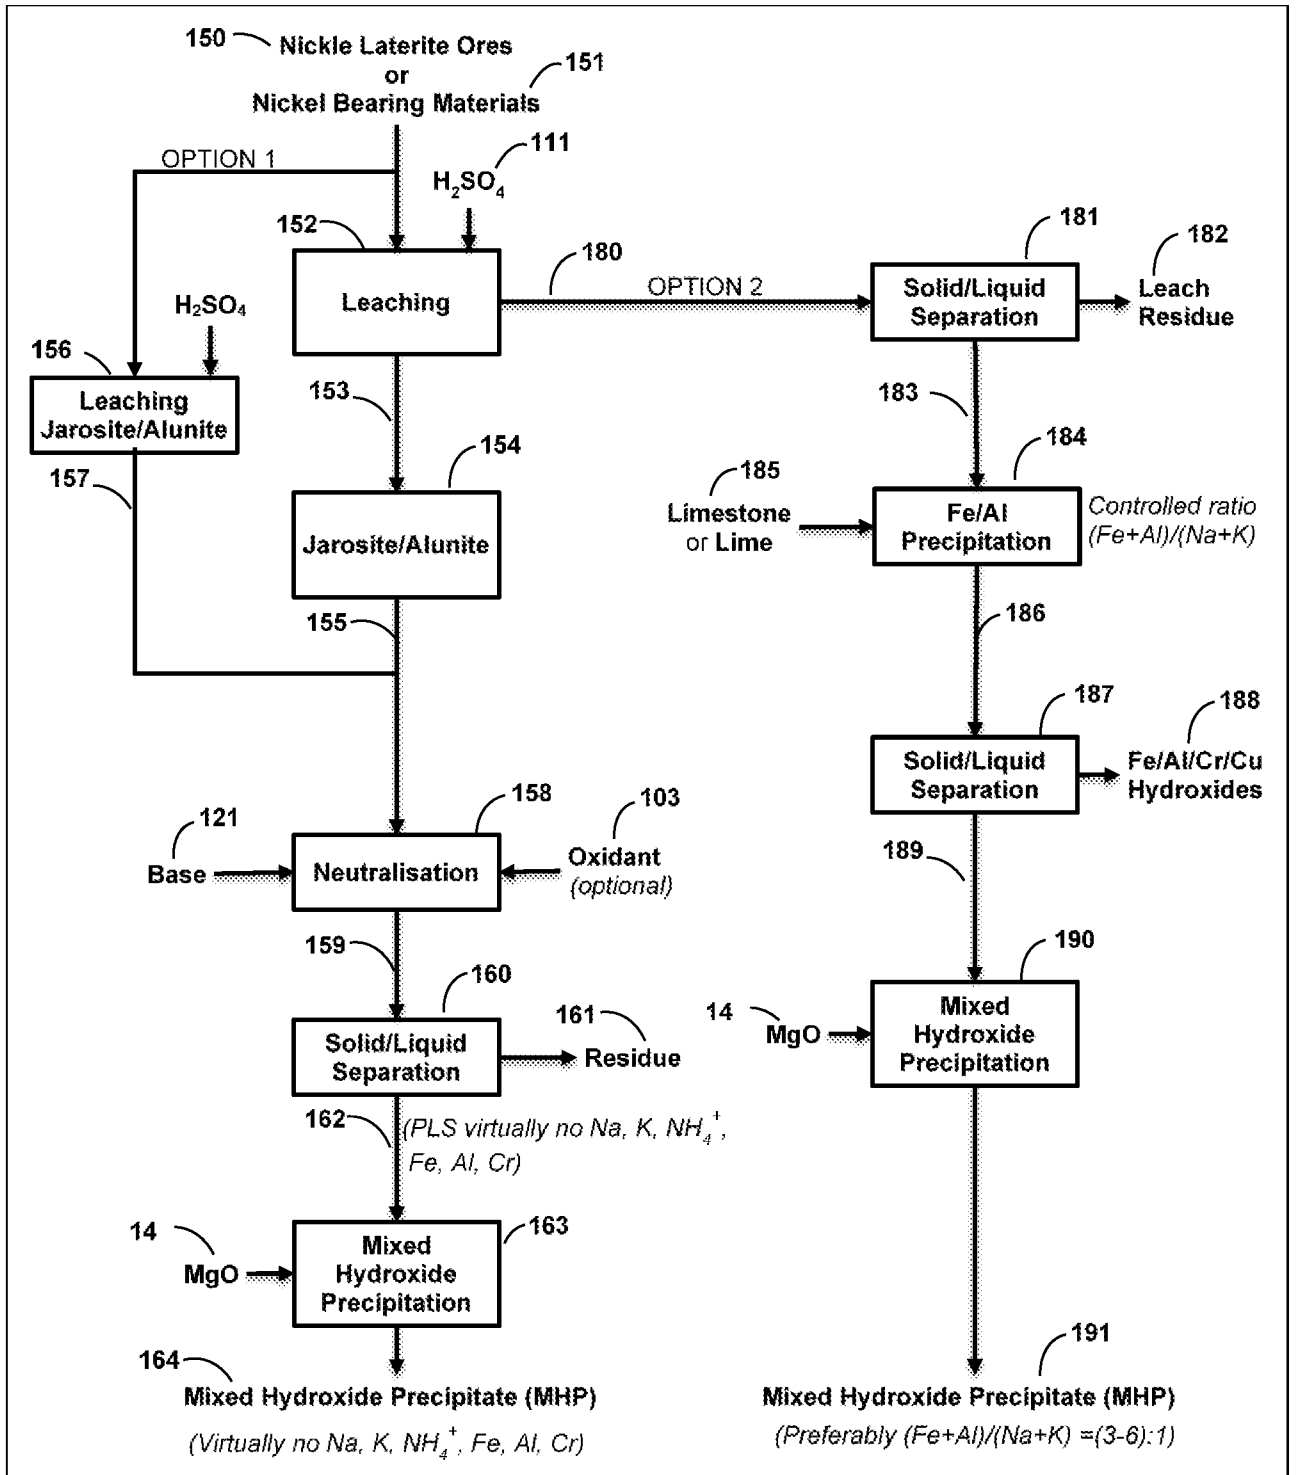 150
Nickle Laterite Ores
or
151
Nickel Bearing Materials
OPTION 1
111
H₂SO₄
152
Leaching
180
OPTION 2
181
Solid/Liquid
Separation
182
Leach
Residue
H₂SO₄
156
Leaching
Jarosite/Alunite
157
153
154
Jarosite/Alunite
155
183
184
185
Limestone
or Lime
Fe/Al
Precipitation
Controlled ratio
(Fe+Al)/(Na+K)
186
187
Solid/Liquid
Separation
188
Fe/Al/Cr/Cu
Hydroxides
121
Base
158
Neutralisation
103
Oxidant
(optional)
189
159
160
Solid/Liquid
Separation
161
Residue
190
14
MgO
Mixed
Hydroxide
Precipitation
162
(PLS virtually no Na, K, NH₄⁺,
Fe, Al, Cr)
14
MgO
163
Mixed
Hydroxide
Precipitation
164
Mixed Hydroxide Precipitate (MHP)
(Virtually no Na, K, NH₄⁺, Fe, Al, Cr)
191
Mixed Hydroxide Precipitate (MHP)
(Preferably (Fe+Al)/(Na+K) =(3-6):1)